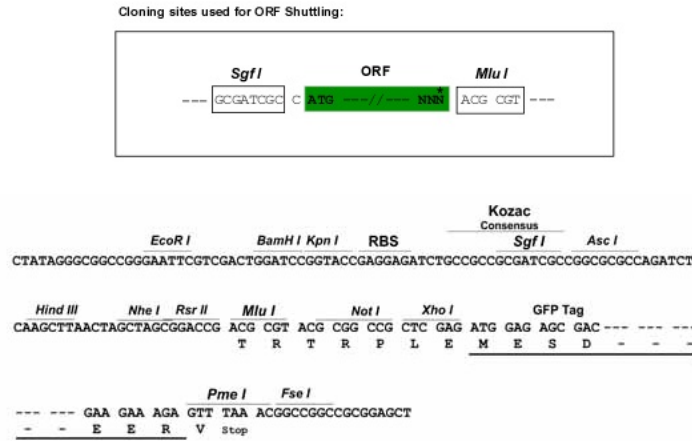 Cloning sites used for ORF Shuttling:
Sgf I ORF Mlu I
--- GCGATCGC C ATG ---//--- NNN* ACG CGT ---
Kozac
Consensus
EcoR I BamH I Kpn I RBS Sgf I Asc I
CTATAGGGCGGCCGGGAATTCGTCGACTGGATCCGGTACCGAGGAGATCTGCCGCCGCGATCGCCGGCGCGCCAGATCT
Hind III Nhe I Rsr II Mlu I Not I Xho I GFP Tag
CAAGCTTAACTAGCTAGCGGACCG ACG CGT ACG CGG CCG CTC GAG ATG GAG AGC GAC--- --- ---
T R T R P L E M E S D - - -
Pme I Fse I
--- --- GAA GAA AGA GTT TAA ACGGCCGGCCGCGGAGCT
- - E E R V Stop